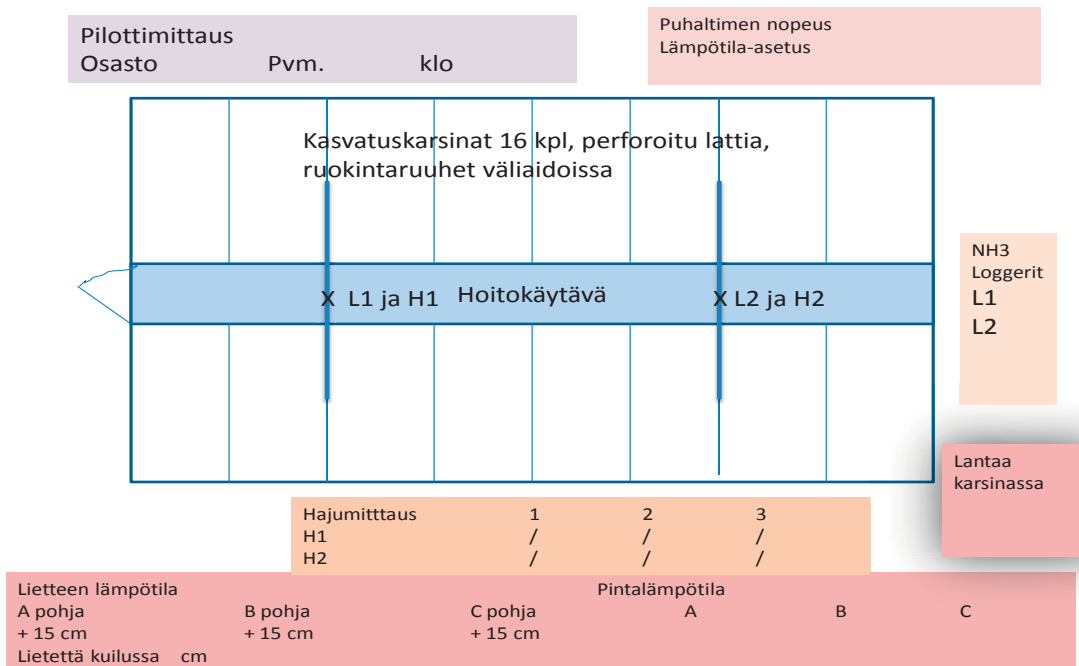 Pilottimittaus
Osasto Pvm. klo
Puhaltimen nopeus
Lämpötila-asetus
Kasvatuskarsinat 16 kpl, perforoitu lattia,
ruokintaruuhet väliaidoissa
X L1 ja H1 Hoitokäytävä X L2 ja H2
NH3
Loggerit
L1
L2
Lantaa
karsinassa
Hajumitttaus 1 2 3
H1 / / /
H2 / / /
Lietteen lämpötila Pintalämpötila
A pohja B pohja C pohja A B C
+ 15 cm + 15 cm + 15 cm
Lietettä kuilussa cm